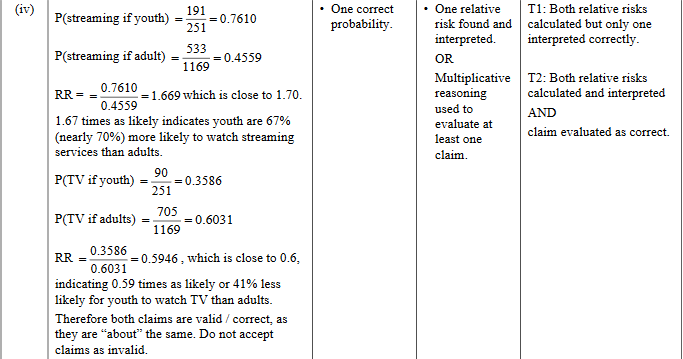 (iv)
P(streaming if youth) = 191/251 = 0.7610
P(streaming if adult) = 533/1169 = 0.4559
RR = = 0.7610/0.4559 = 1.669 which is close to 1.70.
1.67 times as likely indicates youth are 67%
(nearly 70%) more likely to watch streaming
services than adults.
P(TV if youth) = 90/251 = 0.3586
P(TV if adults) = 705/1169 = 0.6031
RR = 0.3586/0.6031 = 0.5946 , which is close to 0.6,
indicating 0.59 times as likely or 41% less
likely for youth to watch TV than adults.
Therefore both claims are valid / correct, as
they are “about” the same. Do not accept
claims as invalid.
• One correct
probability.
• One relative
risk found and
interpreted.
OR
Multiplicative
reasoning
used to
evaluate at
least one
claim.
T1: Both relative risks
calculated but only one
interpreted correctly.
T2: Both relative risks
calculated and interpreted
AND
claim evaluated as correct.